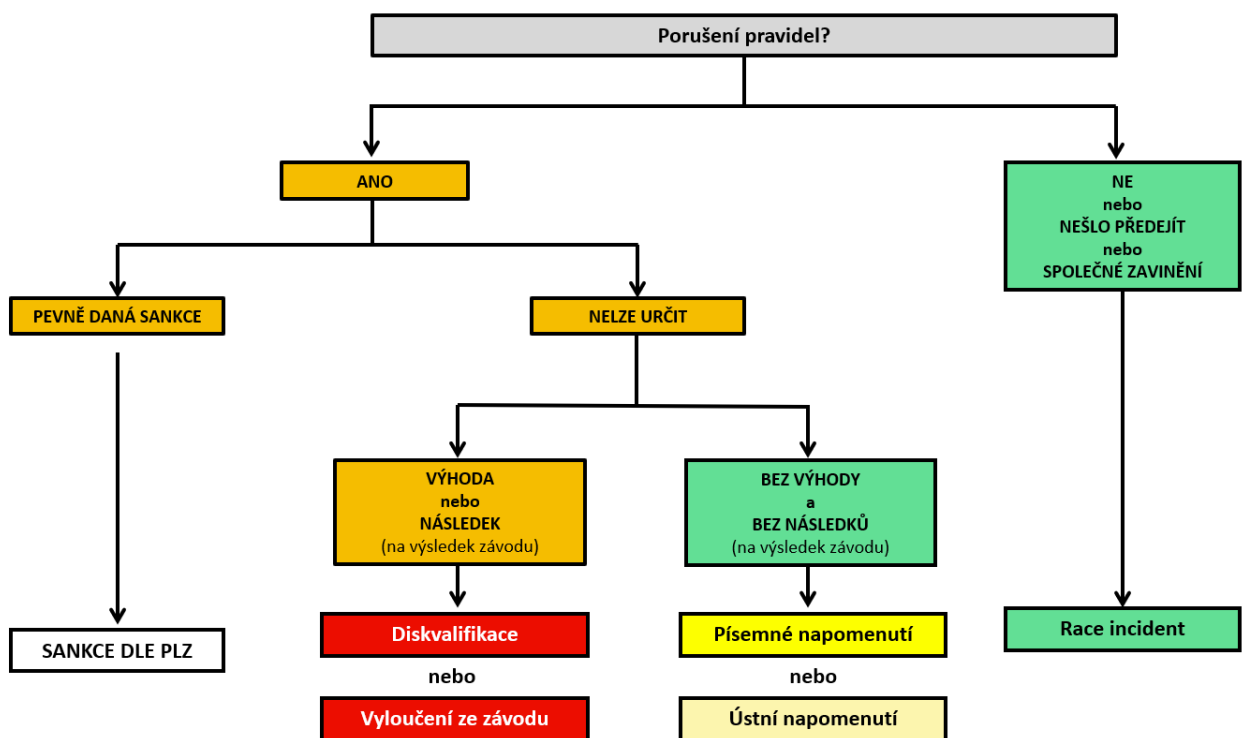 Porušení pravidel?
ANO
NE
nebo
NEŠLO PŘEDEJÍT
nebo
SPOLEČNÉ ZAVINĚNÍ
PEVNĚ DANÁ SANKCE
NELZE URČIT
VÝHODA
nebo
NÁSLEDEK
(na výsledek závodu)
BEZ VÝHODY
a
BEZ NÁSLEDKŮ
(na výsledek závodu)
SANKCE DLE PLZ
Diskvalifikace
nebo
Vyloučení ze závodu
Písemné napomenutí
nebo
Ústní napomenutí
Race incident